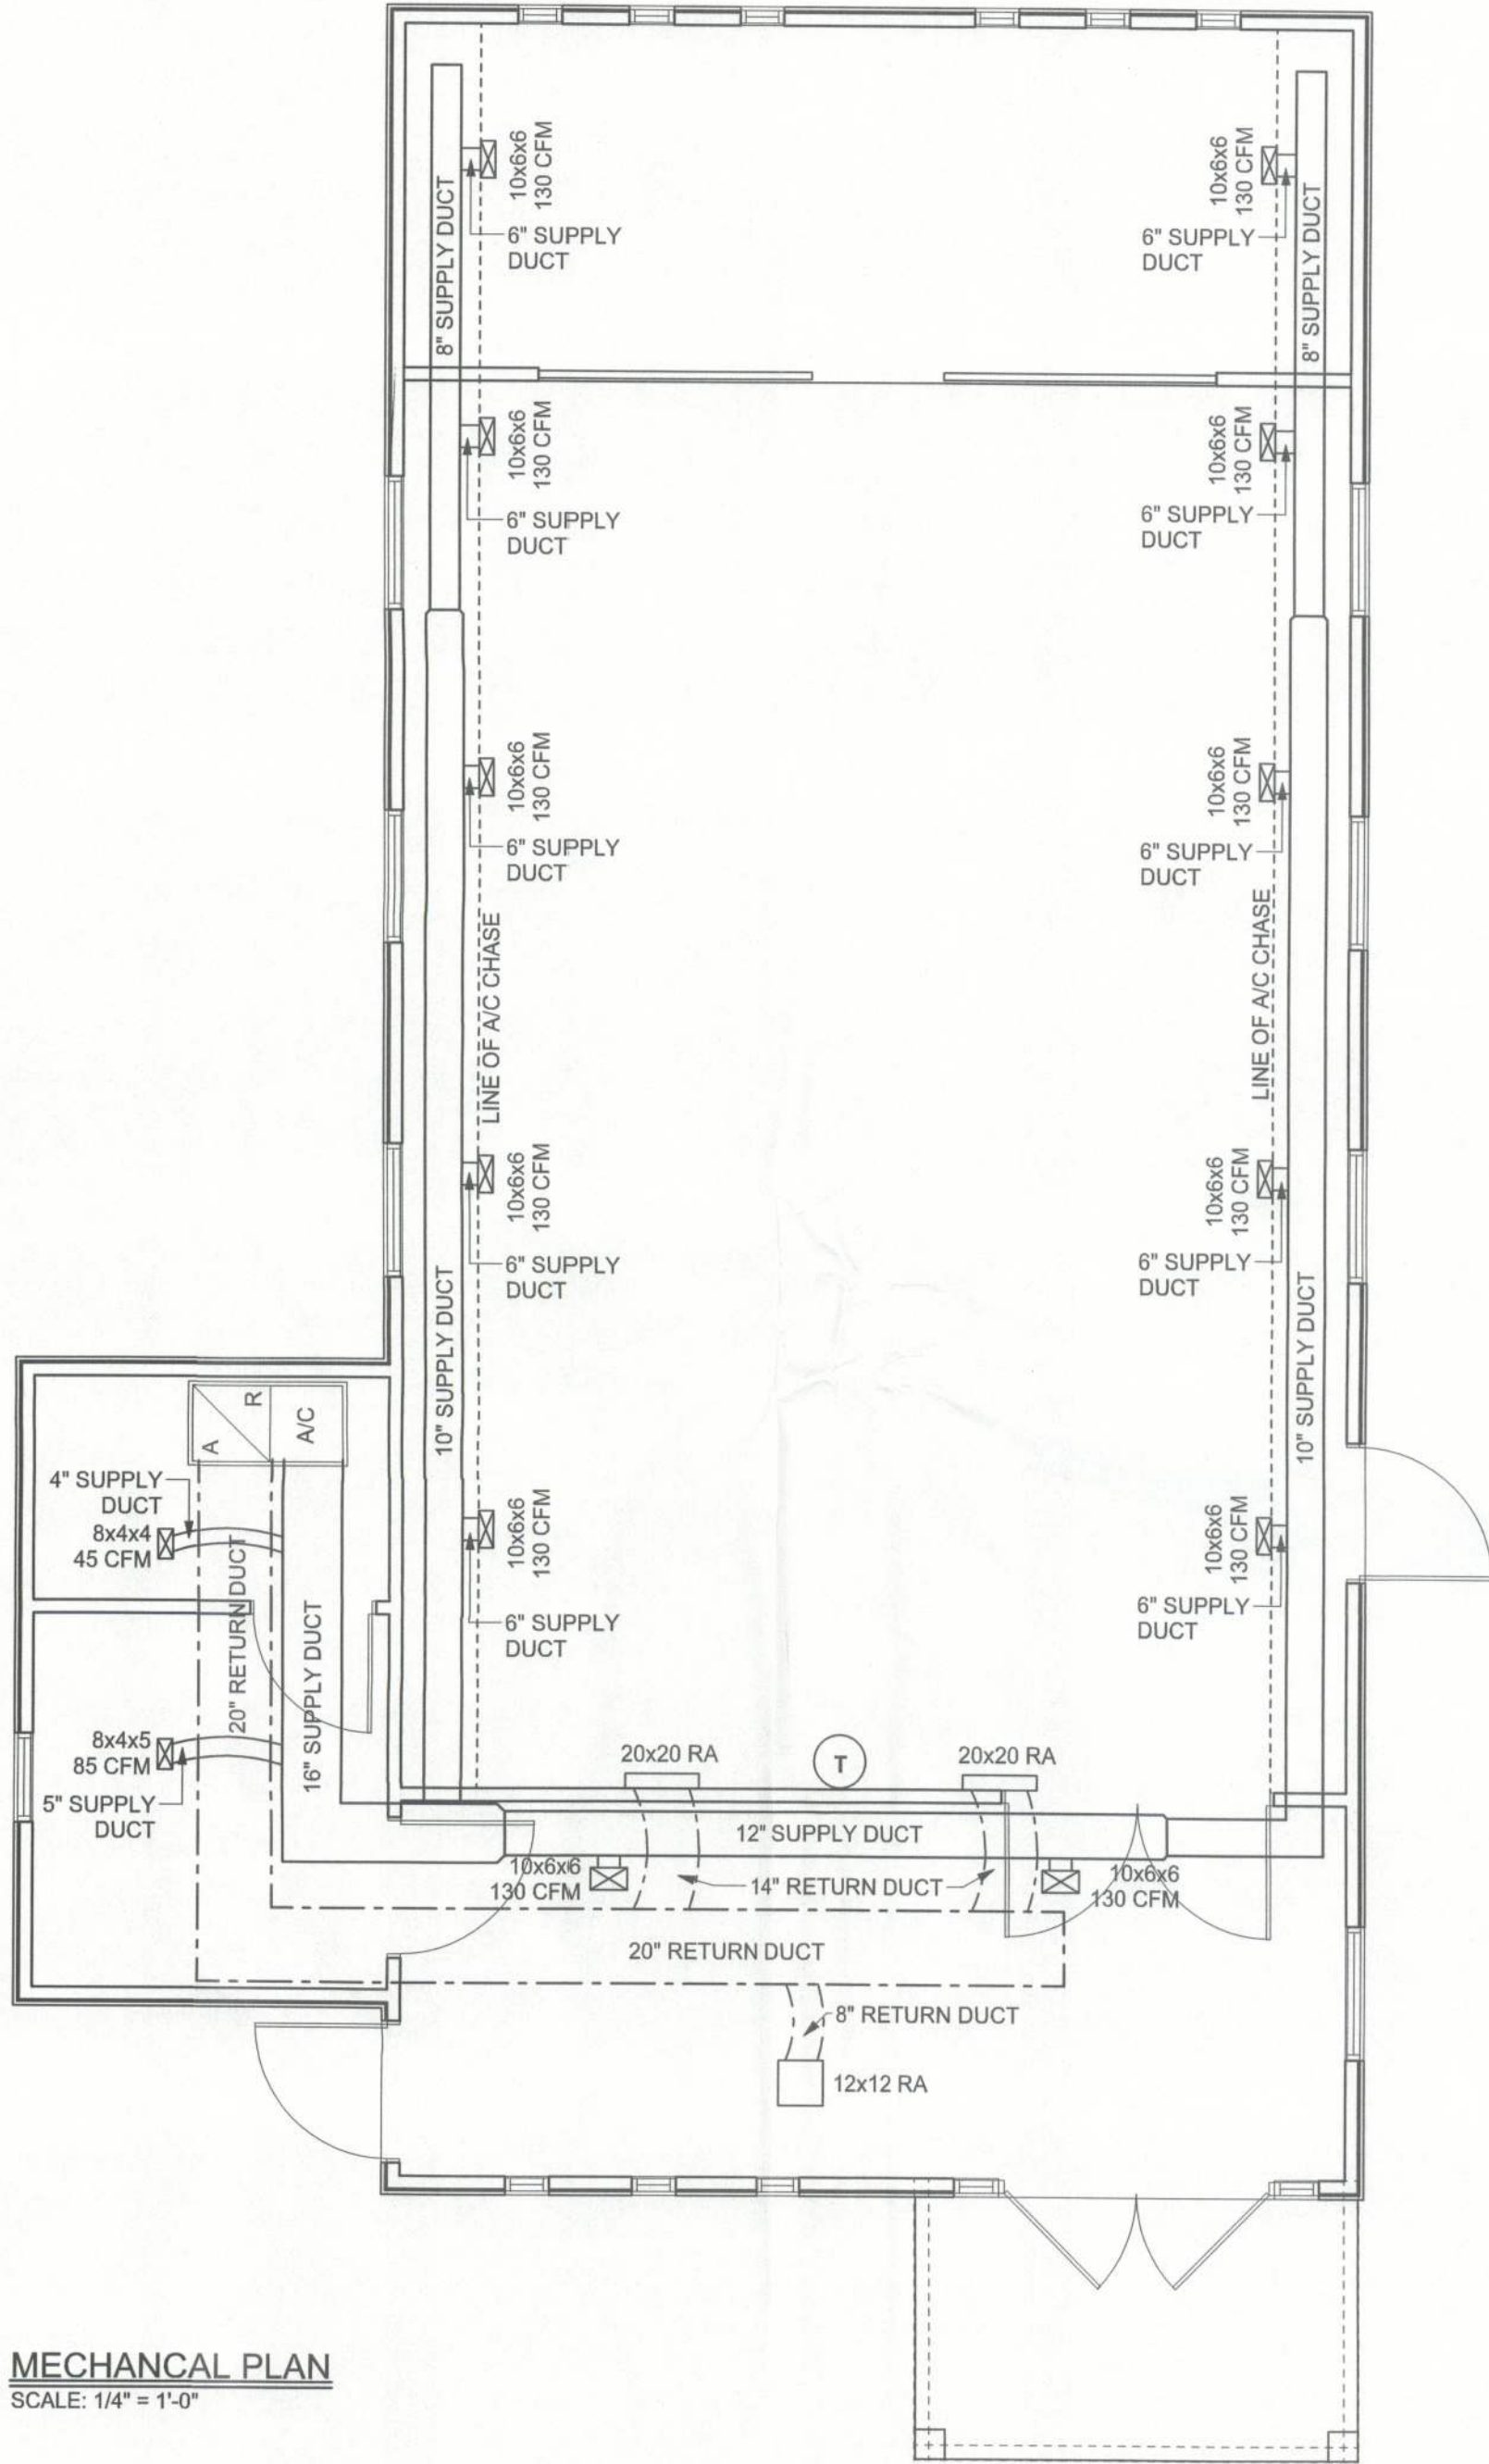 10x6x6
130 CFM
6" SUPPLY
DUCT
8" SUPPLY DUCT
10x6x6
130 CFM
6" SUPPLY
DUCT
8" SUPPLY DUCT
10x6x6
130 CFM
6" SUPPLY
DUCT
10x6x6
130 CFM
6" SUPPLY
DUCT
10x6x6
130 CFM
6" SUPPLY
DUCT
10x6x6
130 CFM
6" SUPPLY
DUCT
LINE OF A/C CHASE
LINE OF A/C CHASE
10x6x6
130 CFM
6" SUPPLY
DUCT
10x6x6
130 CFM
6" SUPPLY
DUCT
10" SUPPLY DUCT
10" SUPPLY DUCT
A
R
A/C
4" SUPPLY
DUCT
8x4x4
45 CFM
10x6x6
130 CFM
6" SUPPLY
DUCT
10x6x6
130 CFM
6" SUPPLY
DUCT
20" RETURN DUCT
16" SUPPLY DUCT
8x4x5
85 CFM
5" SUPPLY
DUCT
20x20 RA
T
20x20 RA
12" SUPPLY DUCT
10x6x6
130 CFM
14" RETURN DUCT
10x6x6
130 CFM
20" RETURN DUCT
8" RETURN DUCT
12x12 RA
MECHANCAL PLAN
SCALE: 1/4" = 1'-0"